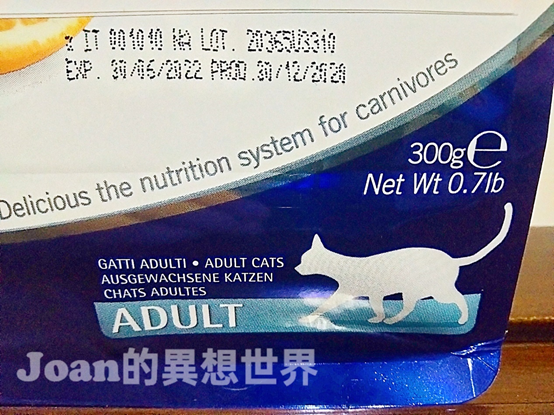 α IT 001010 NA LOT. 20365U3310
EXP. 30/06/2022 PROD.30/12/2020
Delicious the nutrition system for carnivores
300g℮
Net Wt 0.7lb
GATTI ADULTI • ADULT CATS
AUSGEWACHSENE KATZEN
CHATS ADULTES
ADULT
Joan的異想世界